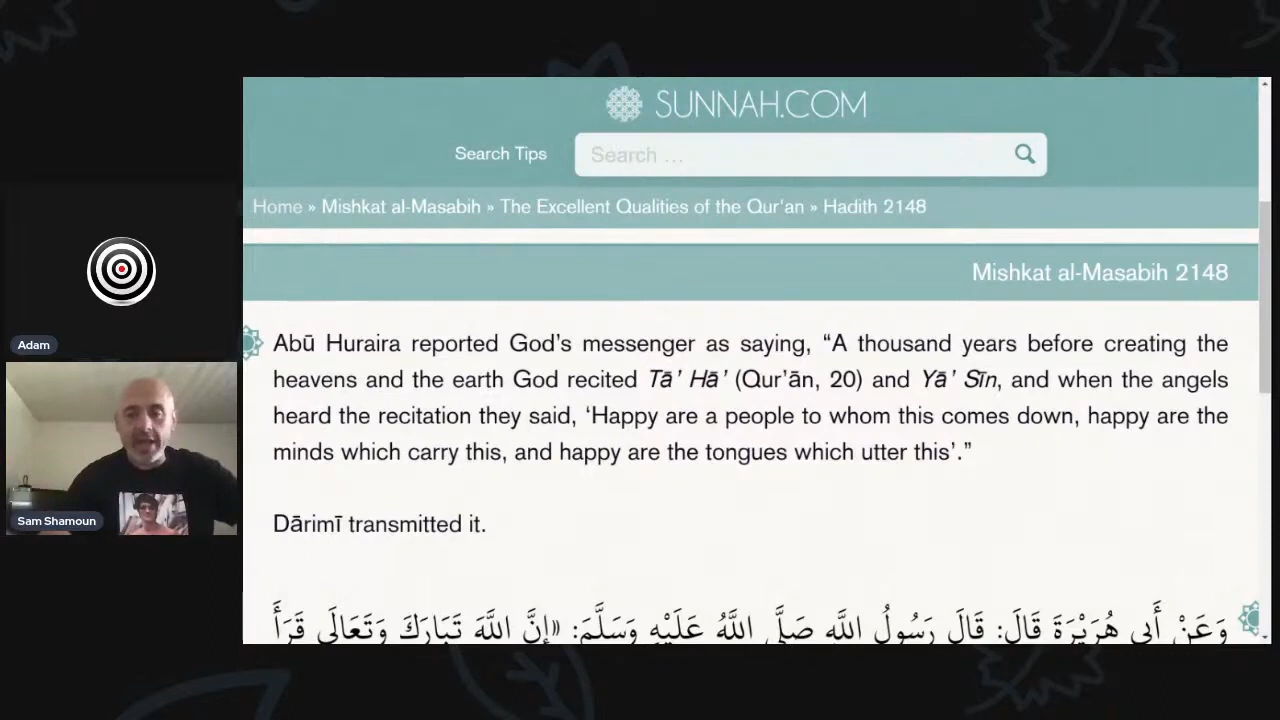 SUNNAH.COM
Search Tips
Search ...
Home » Mishkat al-Masabih » The Excellent Qualities of the Qur'an » Hadith 2148
Mishkat al-Masabih 2148
Abū Huraira reported God's messenger as saying, “A thousand years before creating the
heavens and the earth God recited Tā’ Hā’ (Qur’ān, 20) and Yā’ Sīn, and when the angels
heard the recitation they said, ‘Happy are a people to whom this comes down, happy are the
minds which carry this, and happy are the tongues which utter this’.”
Dārimī transmitted it.
وَعَنْ أَبِي هُرَيْرَةَ قَالَ: قَالَ رَسُولُ اللَّهِ صَلَّى اللَّهُ عَلَيْهِ وَسَلَّمَ: «إِنَّ اللَّهَ تَبَارَكَ وَتَعَالَى قَرَأَ
Adam
Sam Shamoun